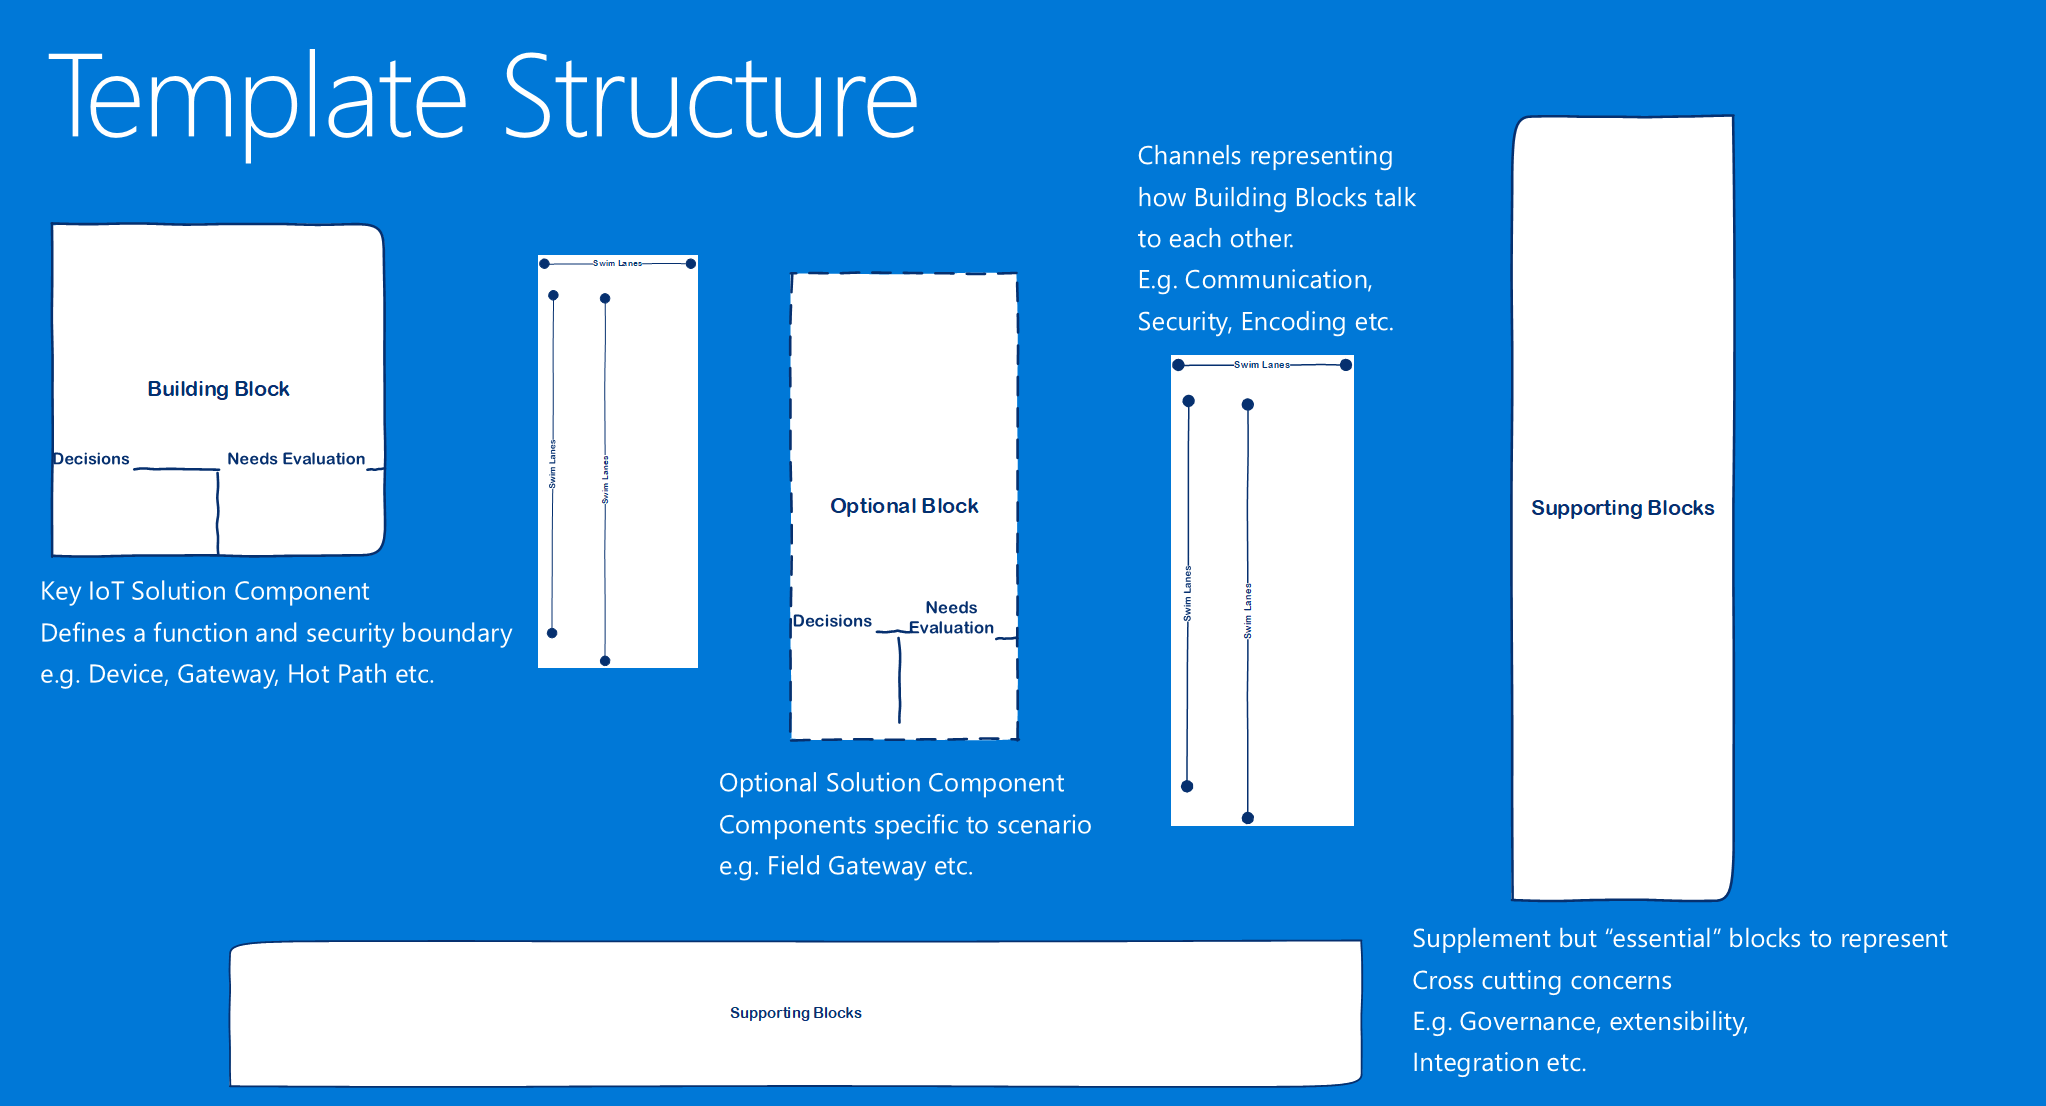 Template Structure
Building Block
Decisions
Needs Evaluation
Key IoT Solution Component
Defines a function and security boundary
e.g. Device, Gateway, Hot Path etc.
Swim Lanes
Swim Lanes
Swim Lanes
Optional Block
Decisions
Needs
Evaluation
Optional Solution Component
Components specific to scenario
e.g. Field Gateway etc.
Channels representing
how Building Blocks talk
to each other.
E.g. Communication,
Security, Encoding etc.
Swim Lanes
Swim Lanes
Swim Lanes
Supporting Blocks
Supplement but “essential” blocks to represent
Cross cutting concerns
E.g. Governance, extensibility,
Integration etc.
Supporting Blocks